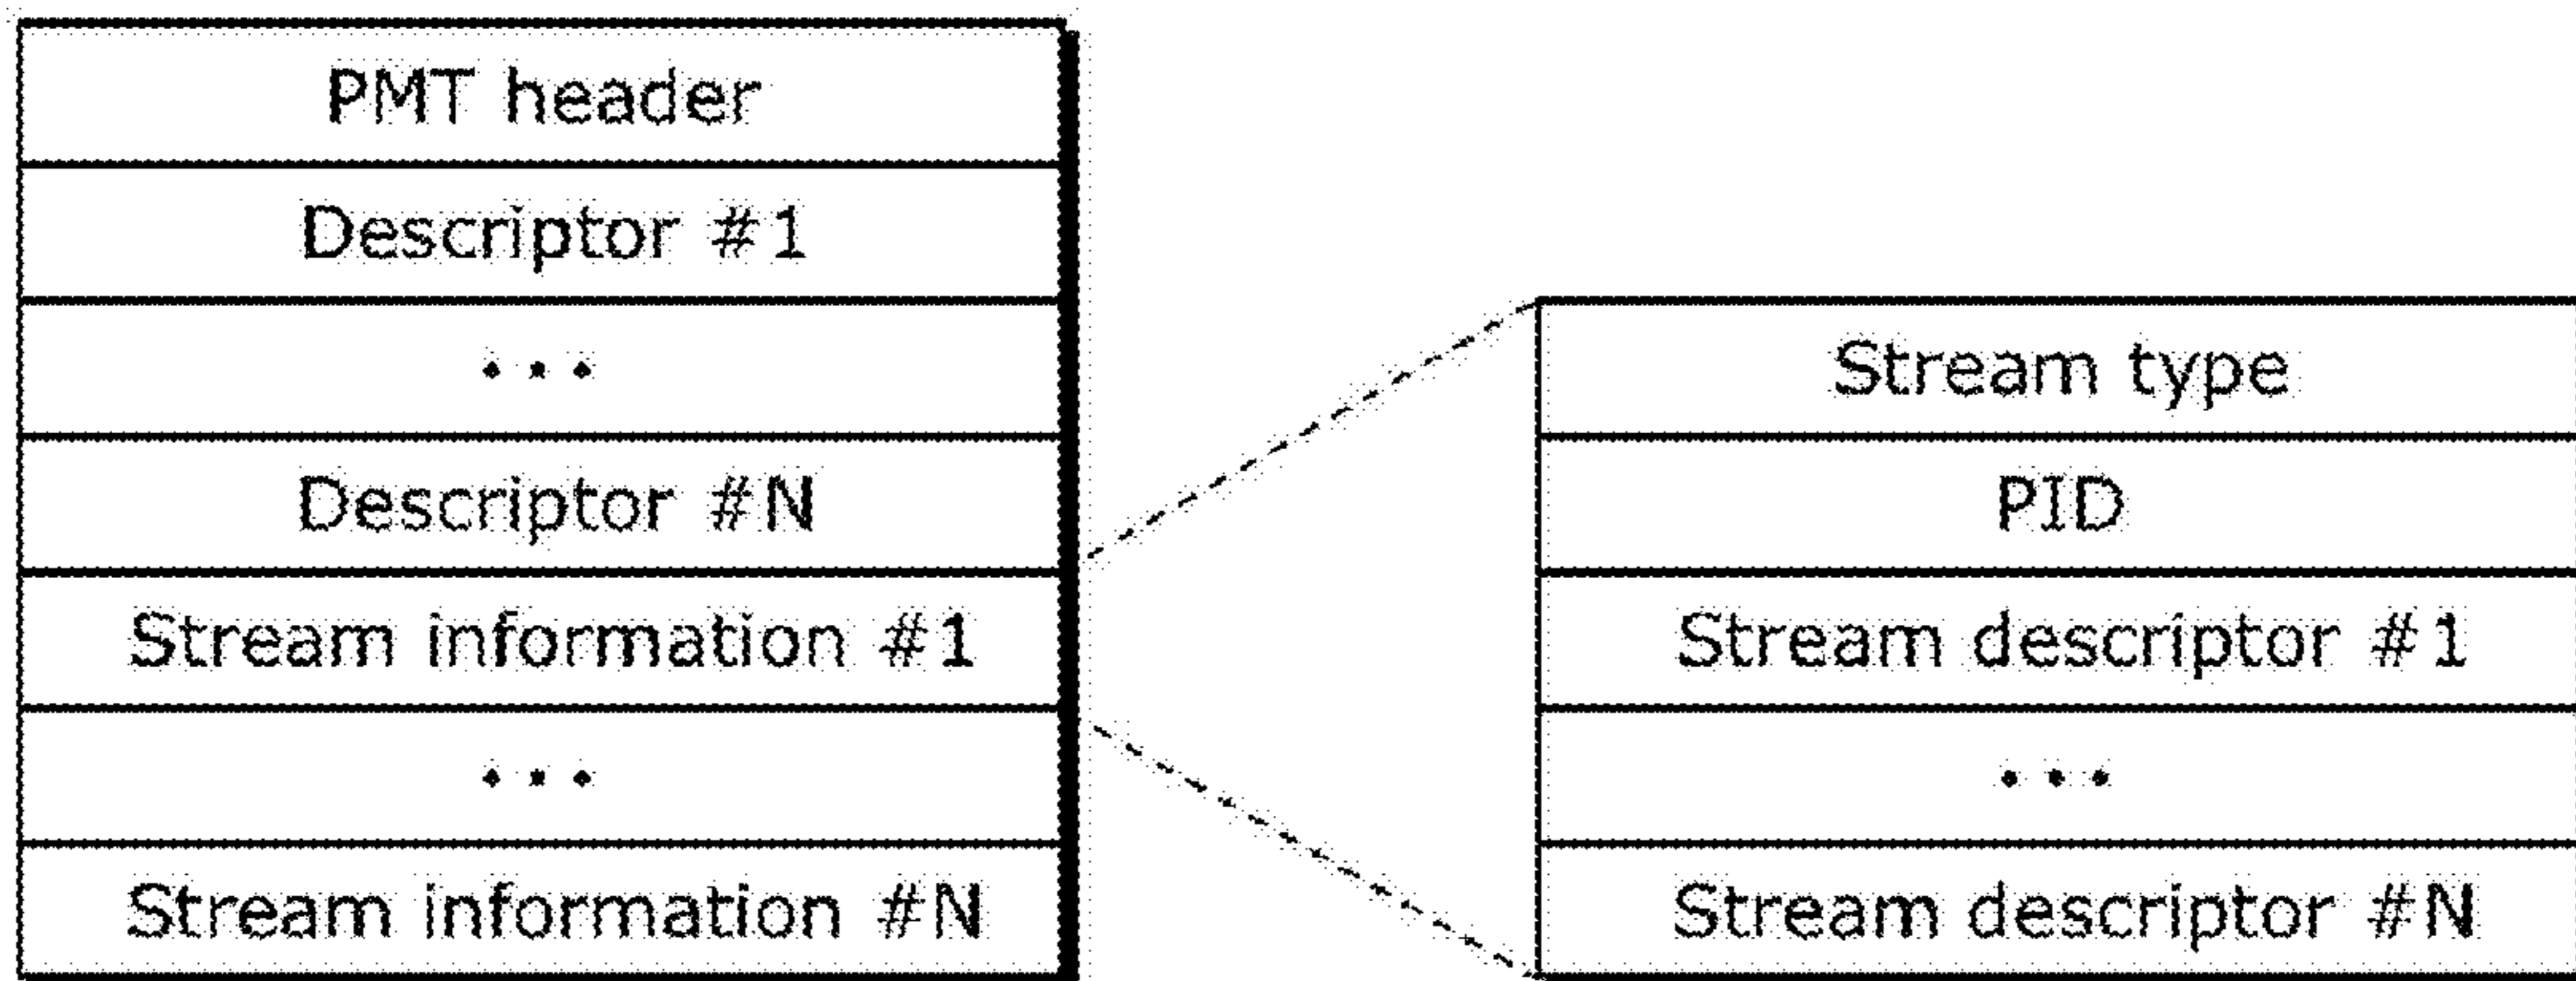 PMT header
Descriptor #1
...
Descriptor #N
Stream information #1
...
Stream information #N
Stream type
PID
Stream descriptor #1
...
Stream descriptor #N